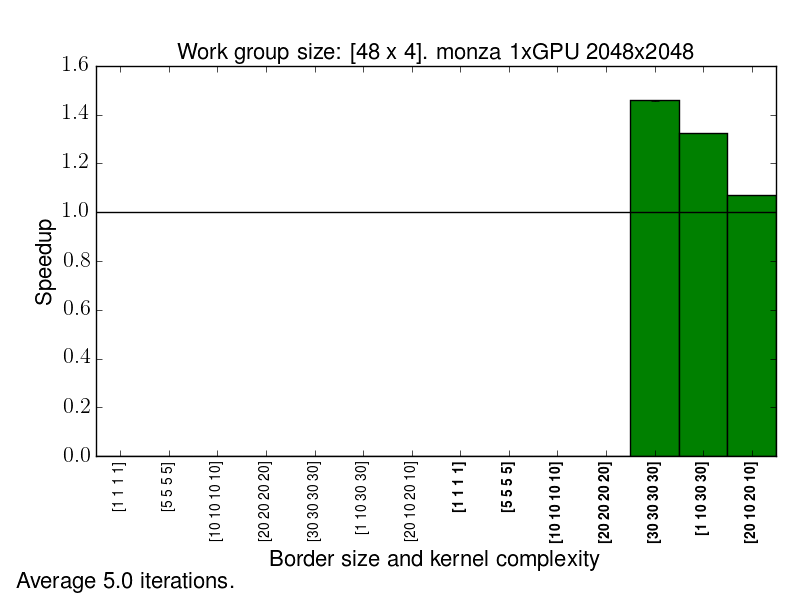 Work group size: [48 x 4]. monza 1xGPU 2048x2048
Speedup
1.6
1.4
1.2
1.0
0.8
0.6
0.4
0.2
0.0
[1 1 1 1]
[5 5 5 5]
[10 10 10 10]
[20 20 20 20]
[30 30 30 30]
[1 10 30 30]
[20 10 20 10]
[1 1 1 1]
[5 5 5 5]
[10 10 10 10]
[20 20 20 20]
[30 30 30 30]
[1 10 30 30]
[20 10 20 10]
Border size and kernel complexity
Average 5.0 iterations.